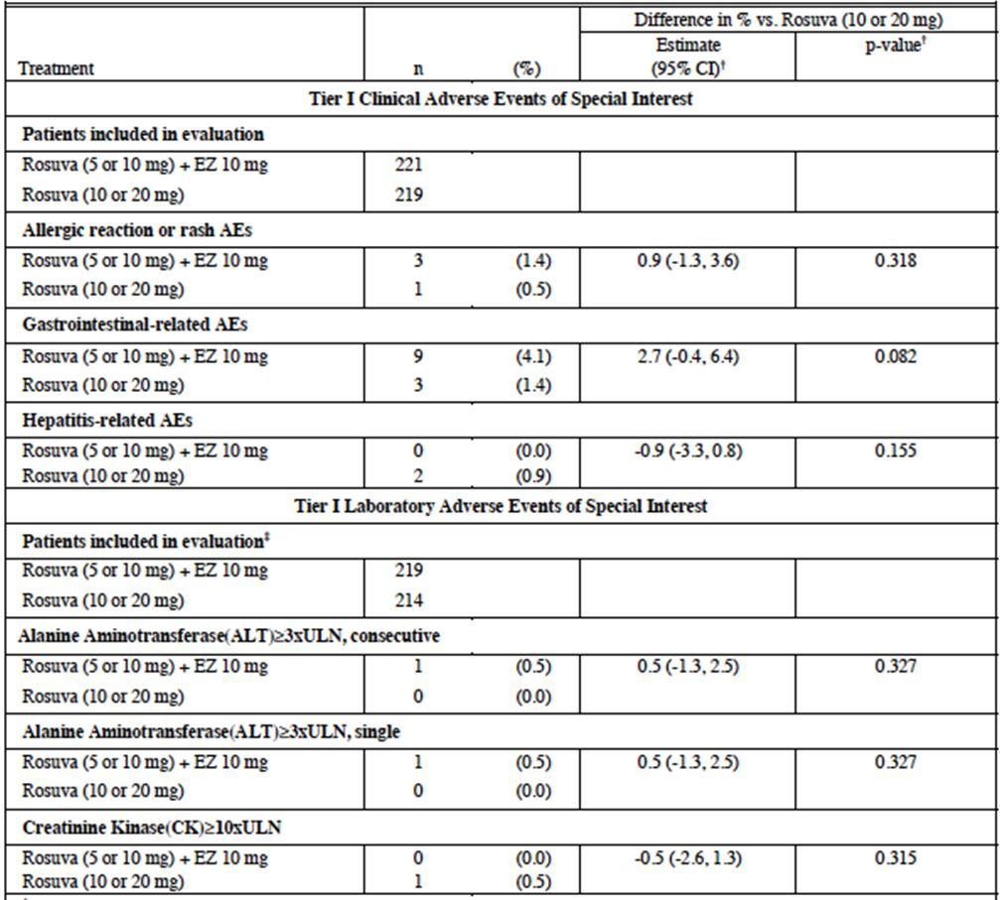 Difference in % vs. Rosuva (10 or 20 mg)
Treatment n (%) Estimate (95% CI)† p-value†
Tier I Clinical Adverse Events of Special Interest
Patients included in evaluation
Rosuva (5 or 10 mg) + EZ 10 mg 221
Rosuva (10 or 20 mg) 219
Allergic reaction or rash AEs
Rosuva (5 or 10 mg) + EZ 10 mg 3 (1.4) 0.9 (-1.3, 3.6) 0.318
Rosuva (10 or 20 mg) 1 (0.5)
Gastrointestinal-related AEs
Rosuva (5 or 10 mg) + EZ 10 mg 9 (4.1) 2.7 (-0.4, 6.4) 0.082
Rosuva (10 or 20 mg) 3 (1.4)
Hepatitis-related AEs
Rosuva (5 or 10 mg) + EZ 10 mg 0 (0.0) -0.9 (-3.3, 0.8) 0.155
Rosuva (10 or 20 mg) 2 (0.9)
Tier I Laboratory Adverse Events of Special Interest
Patients included in evaluation‡
Rosuva (5 or 10 mg) + EZ 10 mg 219
Rosuva (10 or 20 mg) 214
Alanine Aminotransferase(ALT)≥3xULN, consecutive
Rosuva (5 or 10 mg) + EZ 10 mg 1 (0.5) 0.5 (-1.3, 2.5) 0.327
Rosuva (10 or 20 mg) 0 (0.0)
Alanine Aminotransferase(ALT)≥3xULN, single
Rosuva (5 or 10 mg) + EZ 10 mg 1 (0.5) 0.5 (-1.3, 2.5) 0.327
Rosuva (10 or 20 mg) 0 (0.0)
Creatinine Kinase(CK)≥10xULN
Rosuva (5 or 10 mg) + EZ 10 mg 0 (0.0) -0.5 (-2.6, 1.3) 0.315
Rosuva (10 or 20 mg) 1 (0.5)